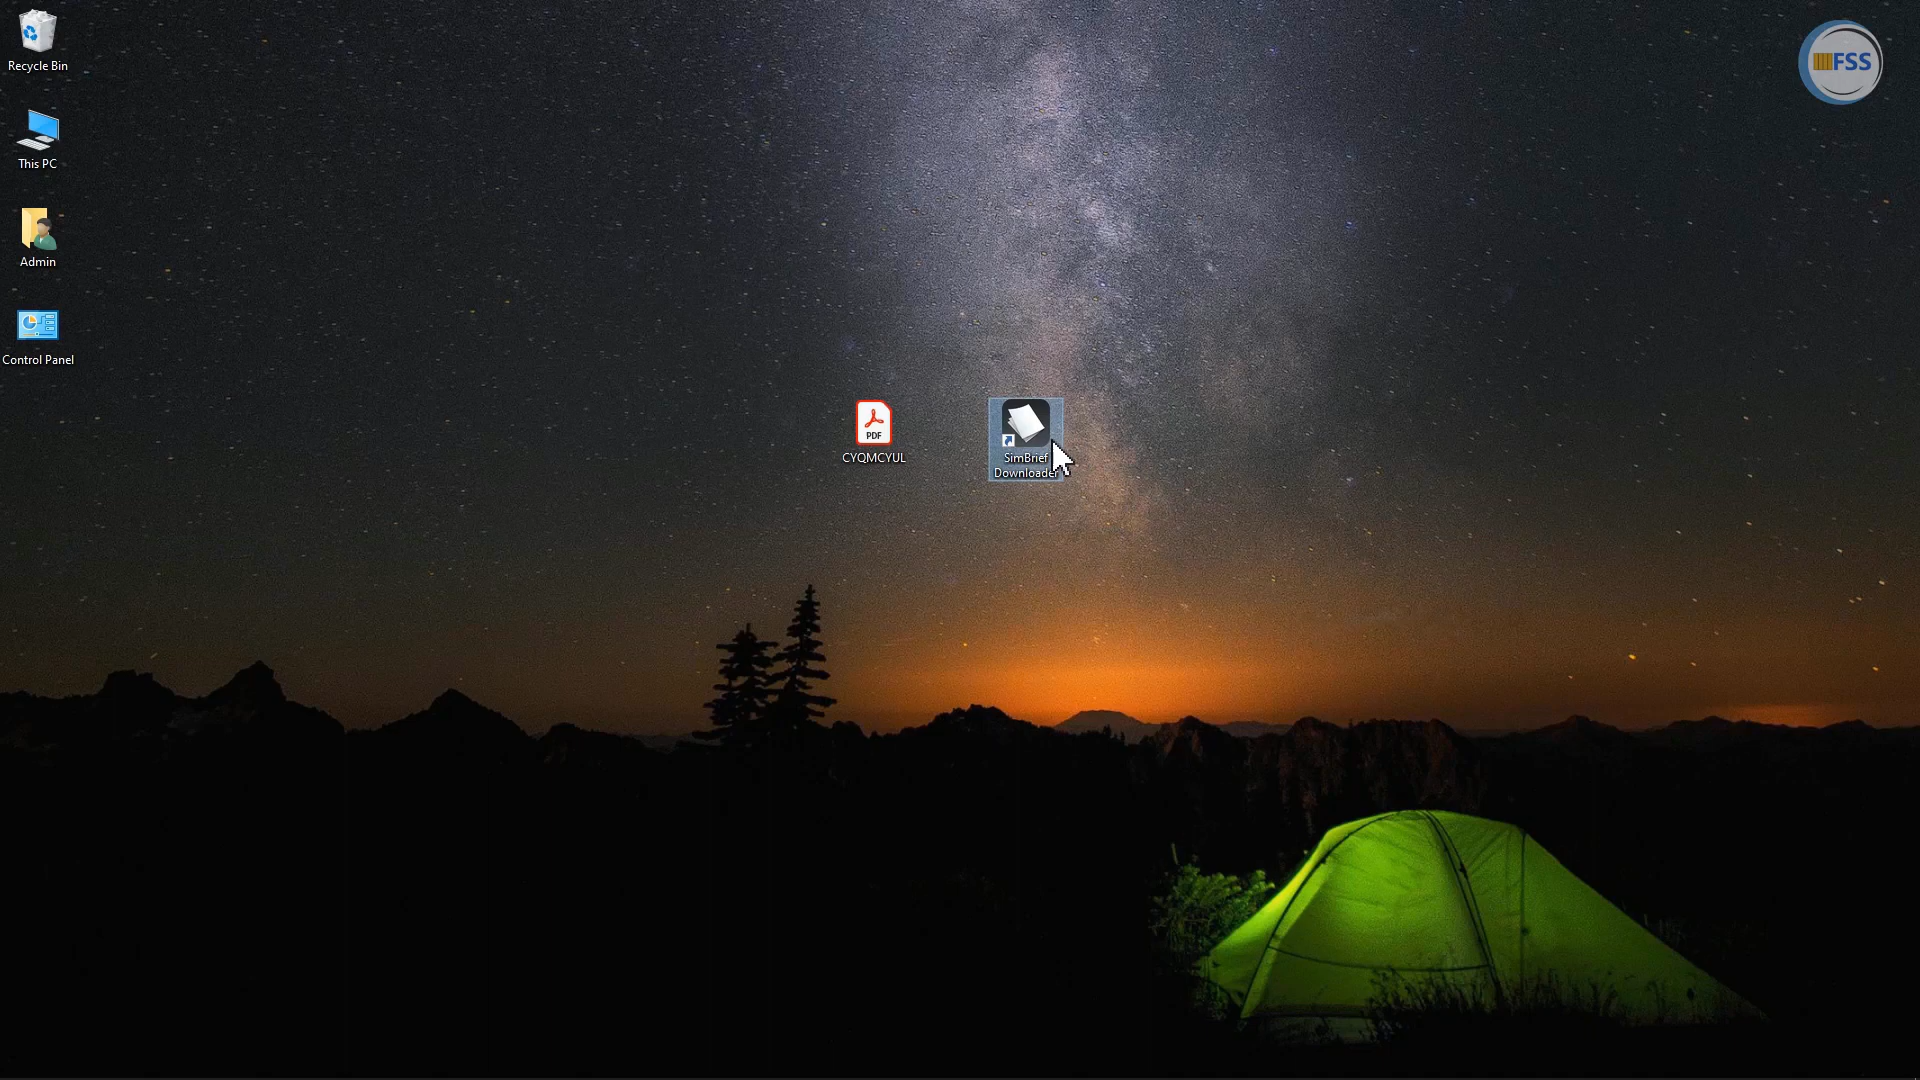 Recycle Bin
FSS
This PC
Admin
Control Panel
PDF
CYQMCYUL
SimBrief
Downloader